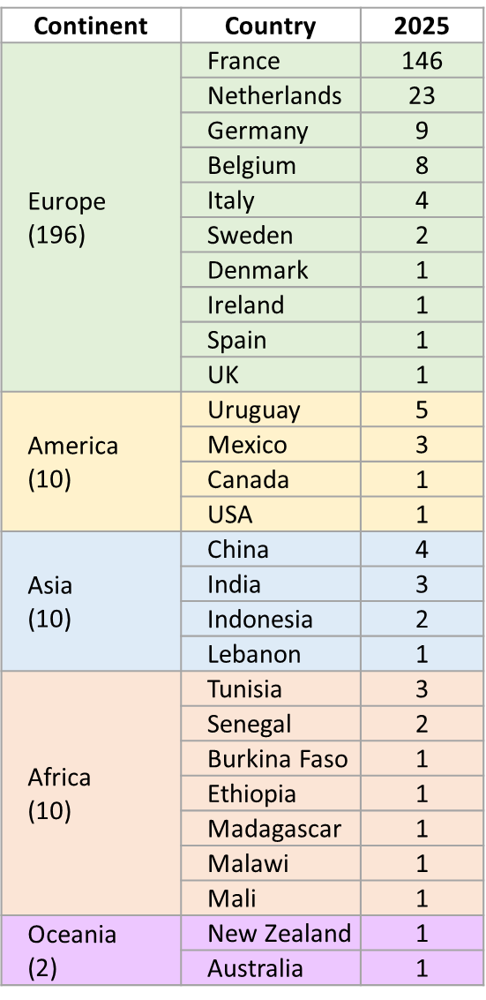 Continent Country 2025
Europe
(196)
France 146
Netherlands 23
Germany 9
Belgium 8
Italy 4
Sweden 2
Denmark 1
Ireland 1
Spain 1
UK 1
America
(10)
Uruguay 5
Mexico 3
Canada 1
USA 1
Asia
(10)
China 4
India 3
Indonesia 2
Lebanon 1
Africa
(10)
Tunisia 3
Senegal 2
Burkina Faso 1
Ethiopia 1
Madagascar 1
Malawi 1
Mali 1
Oceania
(2)
New Zealand 1
Australia 1